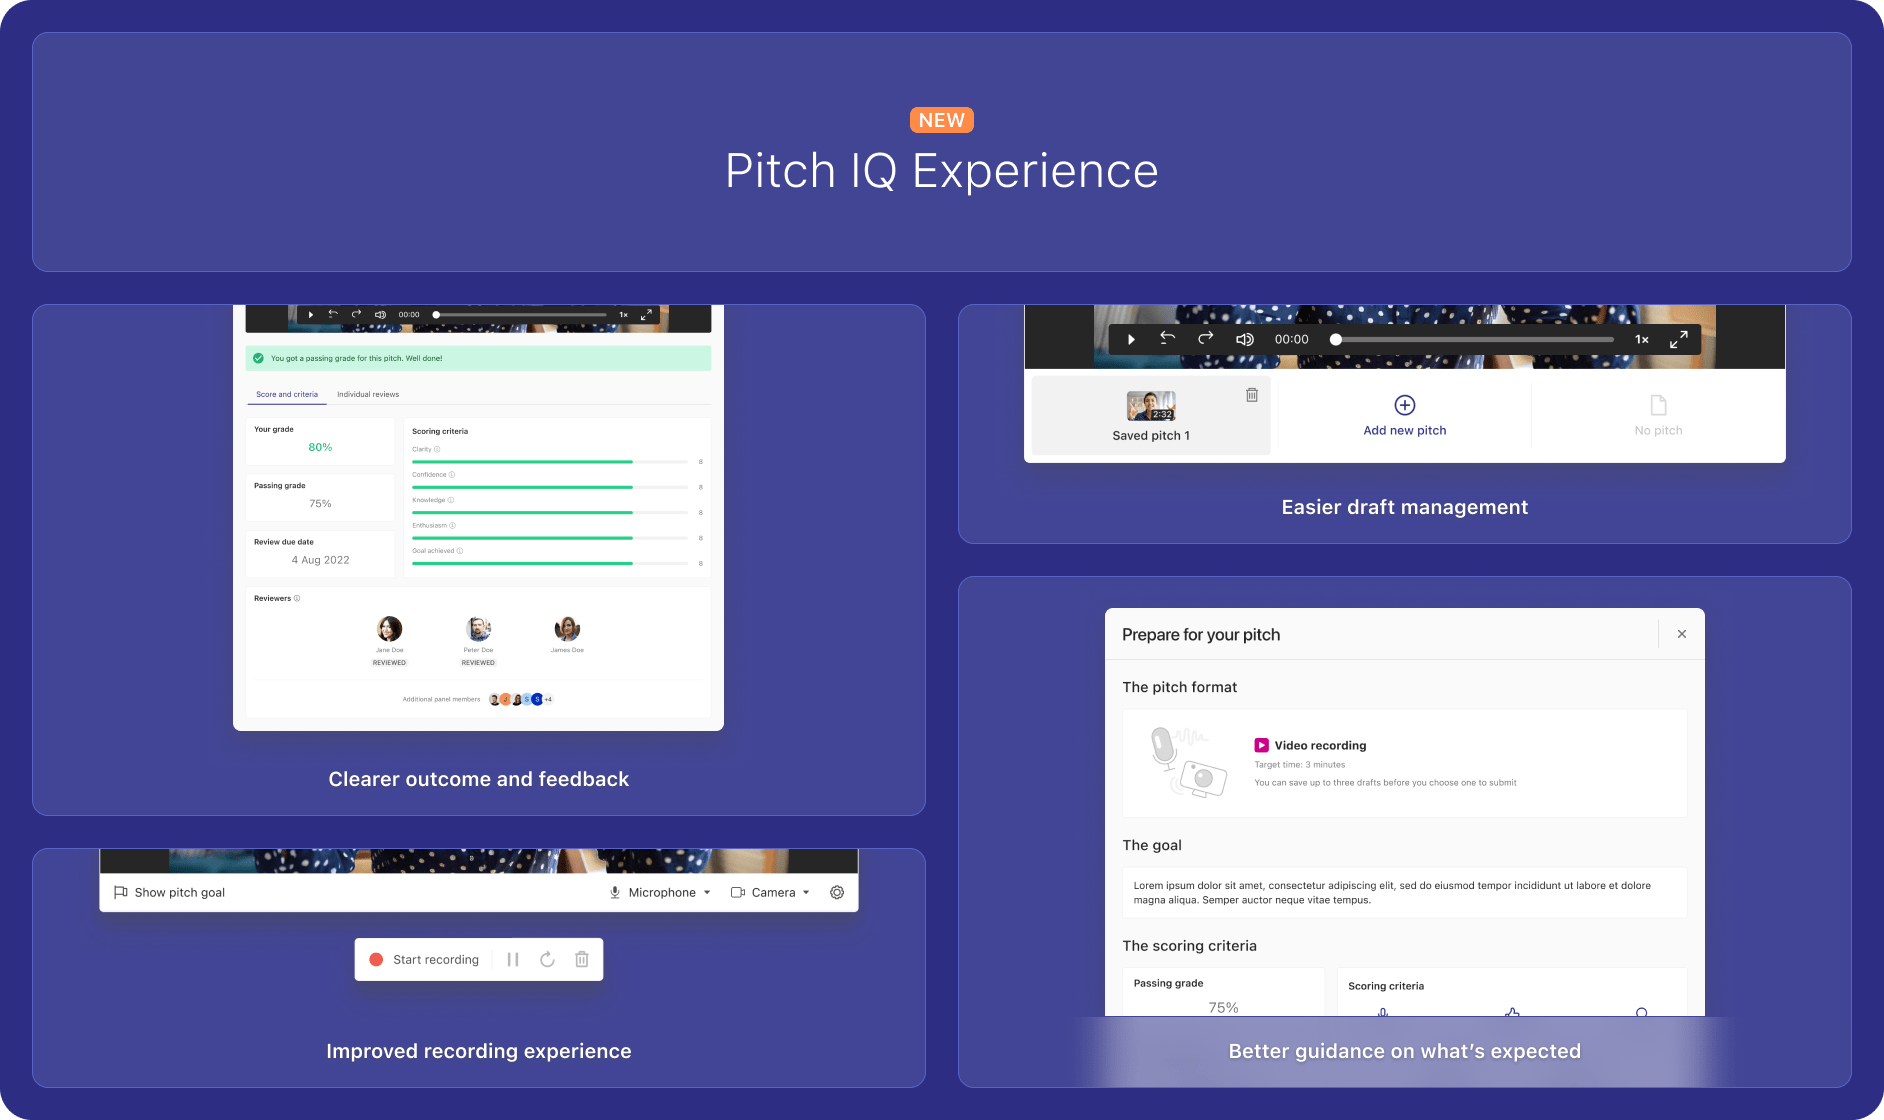 NEW
Pitch IQ Experience
00:00
1×
You got a passing grade for this pitch. Well done!
Score and criteria
Individual reviews
Your grade
80%
Passing grade
75%
Review due date
4 Aug 2022
Scoring criteria
Clarity
8
Confidence
8
Knowledge
8
Enthusiasm
8
Goal achieved
8
Reviewers
Jane Doe
REVIEWED
Peter Doe
REVIEWED
James Doe
Additional panel members
J
S
S
+4
Clearer outcome and feedback
00:00
1×
2:32
Saved pitch 1
Add new pitch
No pitch
Easier draft management
Show pitch goal
Microphone
Camera
Start recording
Improved recording experience
Prepare for your pitch
The pitch format
Video recording
Target time: 3 minutes
You can save up to three drafts before you choose one to submit
The goal
Lorem ipsum dolor sit amet, consectetur adipiscing elit, sed do eiusmod tempor incididunt ut labore et dolore
magna aliqua. Semper auctor neque vitae tempus.
The scoring criteria
Passing grade
75%
Scoring criteria
Better guidance on what’s expected